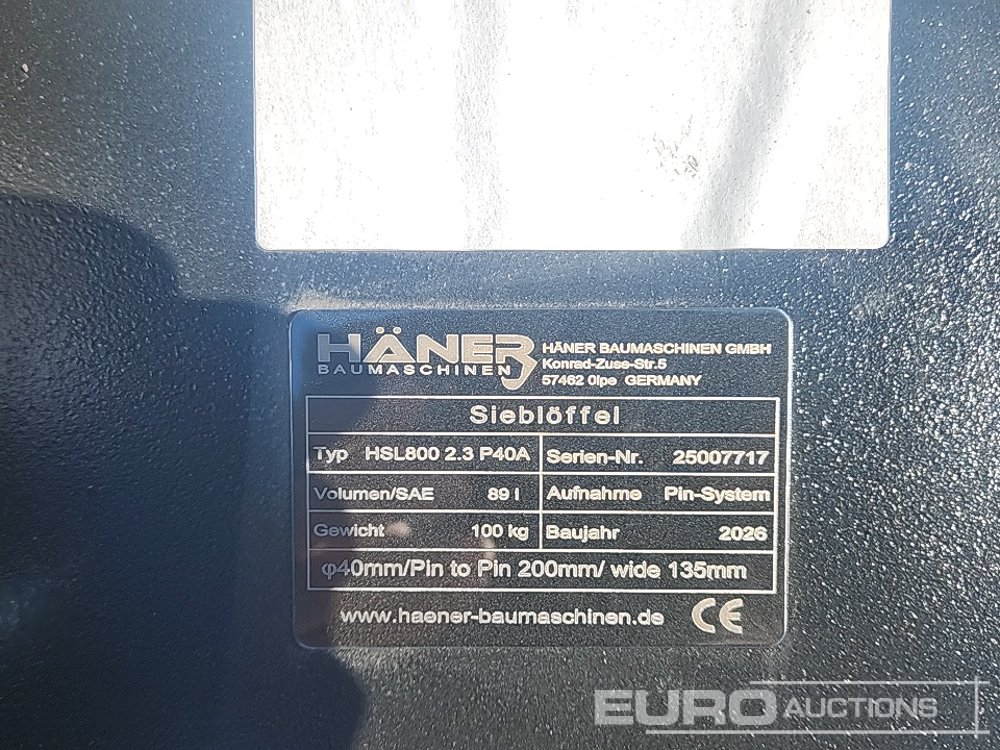 HÄNER
BAUMASCHINEN
HÄNER BAUMASCHINEN GMBH
Konrad-Zuse-Str.5
57462 Olpe GERMANY
Sieblöffel
Typ HSL800 2.3 P40A Serien-Nr. 25007717
Volumen/SAE 89 l Aufnahme Pin-System
Gewicht 100 kg Baujahr 2026
φ40mm/Pin to Pin 200mm/ wide 135mm
www.haener-baumaschinen.de CE
EURO AUCTIONS